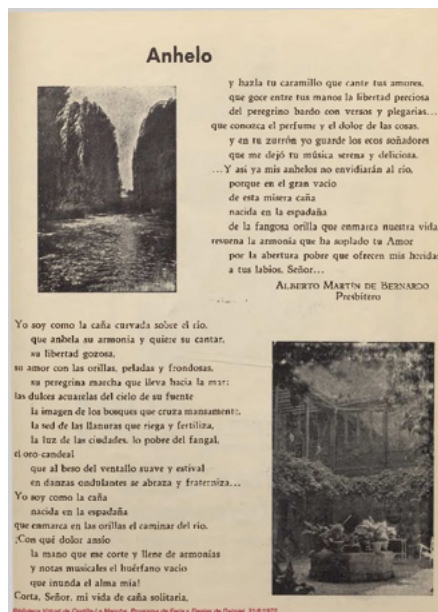 Anhelo
Yo soy como la caña curvada sobre el río,
que anhela su armonía y quiere su cantar,
su libertad gozosa,
su amor con las orillas, peladas y frondosas,
su peregrina marcha que lleva hacia la mar;
las dulces acuarelas del cielo de su fuente
la imagen de los bosques que cruza mansamente,
la sed de las llanuras que riega y fertiliza,
la luz de las ciudades, lo pobre del fangal,
el oro candeal
que al beso del ventallo suave y estival
en danzas ondulantes se abraza y fraterniza...
Yo soy como la caña
nacida en la espadaña
que enmarca en las orillas el caminar del río.
¡Con qué dolor ansío
la mano que me corte y llene de armonías
y notas musicales el huérfano vacío
que inunda el alma mía!
Corta, Señor, mi vida de caña solitaria,
y hazla tu caramillo que cante tus amores,
que goce entre tus manos la libertad preciosa
del peregrino bardo con versos y plegarias...
que conozca el perfume y el dolor de las cosas,
y en tu zurrón yo guarde los ecos soñadores
que me dejó tu música serena y deliciosa.
...Y así ya mis anhelos no envidiarán al río,
porque en el gran vacío
de esta mísera caña
nacida en la espadaña
de la fangosa orilla que enmarca nuestra vida
resuena la armonía que ha soplado tu Amor
por la abertura pobre que ofrecen mis heridas
a tus labios, Señor...
ALBERTO MARTÍN DE BERNARDO
Presbítero
Biblioteca Virtual de Castilla-La Mancha. Programa de Feria y Fiestas de Daimiel.